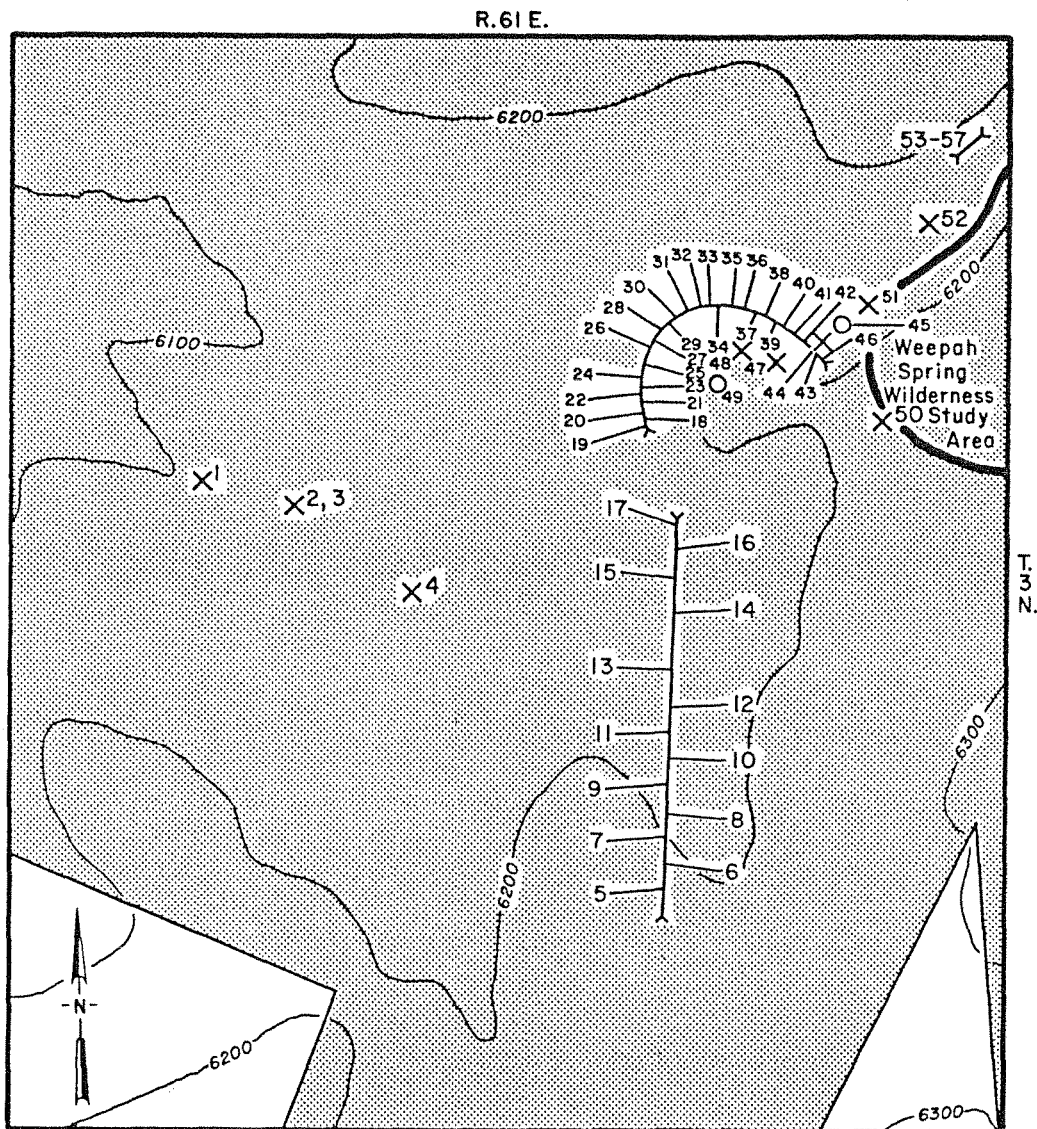 R.61 E.
6200
53-57
52
31 32 33 35 36
30 38 40 41 42 51
28
6200
45
26 37
6100
29 34 39 46
27 48 47 Weepah
24 25 44 43 Spring
23 49 Wilderness
22 21
20 18 50 Study
19 Area
1
2, 3
17
16
15
T.
3
N.
4
14
13
12
11
6300
10
9
8
7
6
5
6200
-N-
6200
6300